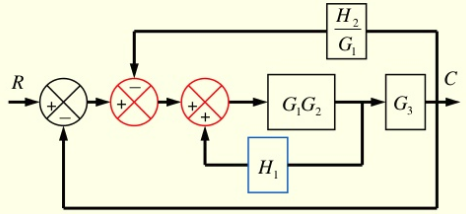 H₂
G₁
−
R
C
+
+
+
G₁G₂
G₃
−
+
H₁